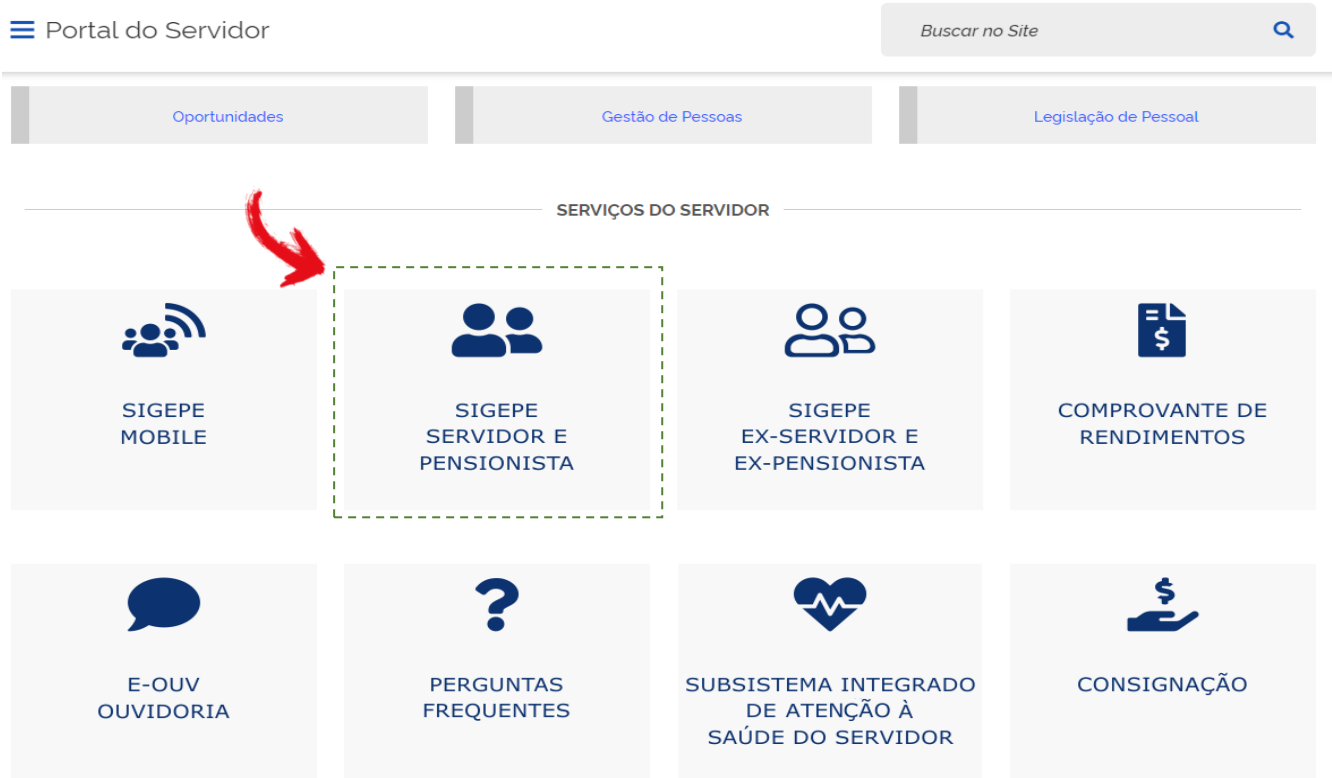 Portal do Servidor
Buscar no Site
Oportunidades
Gestão de Pessoas
Legislação de Pessoal
SERVIÇOS DO SERVIDOR
SIGEPE
MOBILE
SIGEPE
SERVIDOR E
PENSIONISTA
SIGEPE
EX-SERVIDOR E
EX-PENSIONISTA
COMPROVANTE DE
RENDIMENTOS
E-OUV
OUVIDORIA
PERGUNTAS
FREQUENTES
SUBSISTEMA INTEGRADO
DE ATENÇÃO À
SAÚDE DO SERVIDOR
CONSIGNAÇÃO